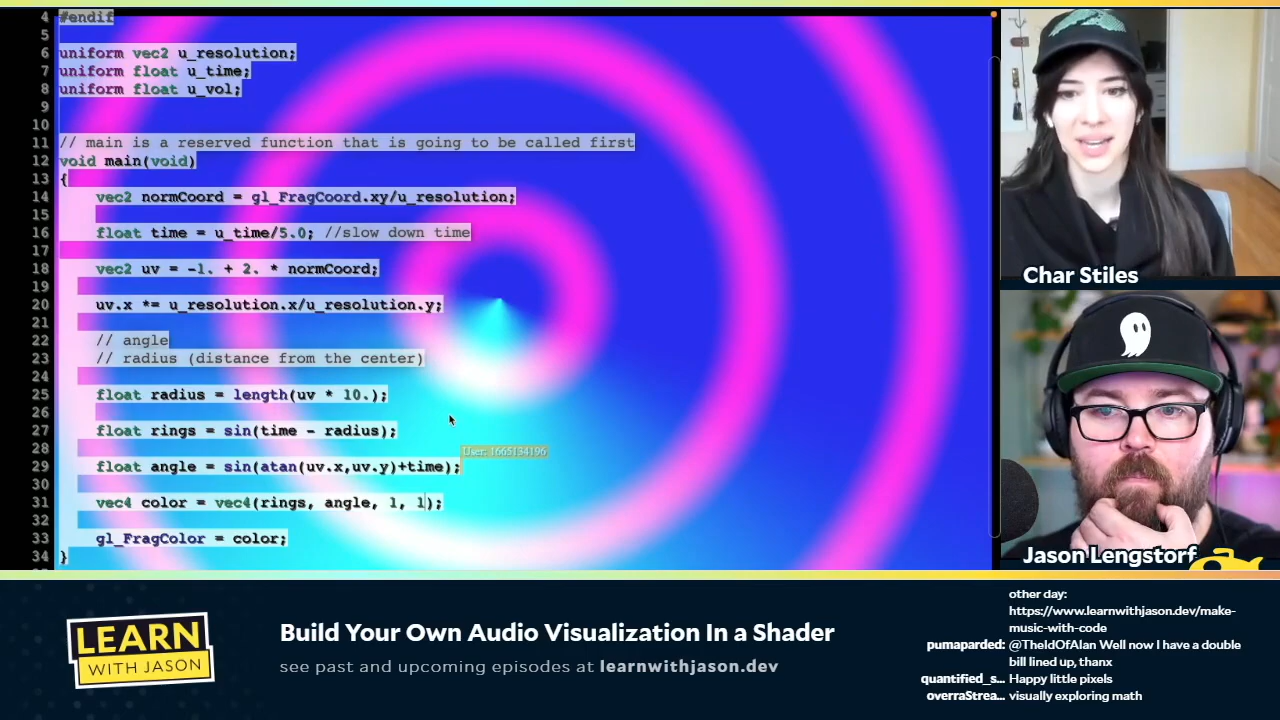 4 #endif
5
6 uniform vec2 u_resolution;
7 uniform float u_time;
8 uniform float u_vol;
9
10
11 // main is a reserved function that is going to be called first
12 void main(void)
13 {
14 vec2 normCoord = gl_FragCoord.xy/u_resolution;
15
16 float time = u_time/5.0; //slow down time
17
18 vec2 uv = -1. + 2. * normCoord;
19
20 uv.x *= u_resolution.x/u_resolution.y;
21
22 // angle
23 // radius (distance from the center)
24
25 float radius = length(uv * 10.);
26
27 float rings = sin(time - radius);
28
User: 1665134196
29 float angle = sin(atan(uv.x,uv.y)+time);
30
31 vec4 color = vec4(rings, angle, 1, 1);
32
33 gl_FragColor = color;
34 }
Char Stiles
Jason Lengstorf
LEARN
WITH JASON
Build Your Own Audio Visualization In a Shader
see past and upcoming episodes at learnwithjason.dev
other day:
https://www.learnwithjason.dev/make-
music-with-code
pumaparded: @TheIdOfAlan Well now I have a double
bill lined up, thanx
quantified_s... Happy little pixels
overraStrea... visually exploring math